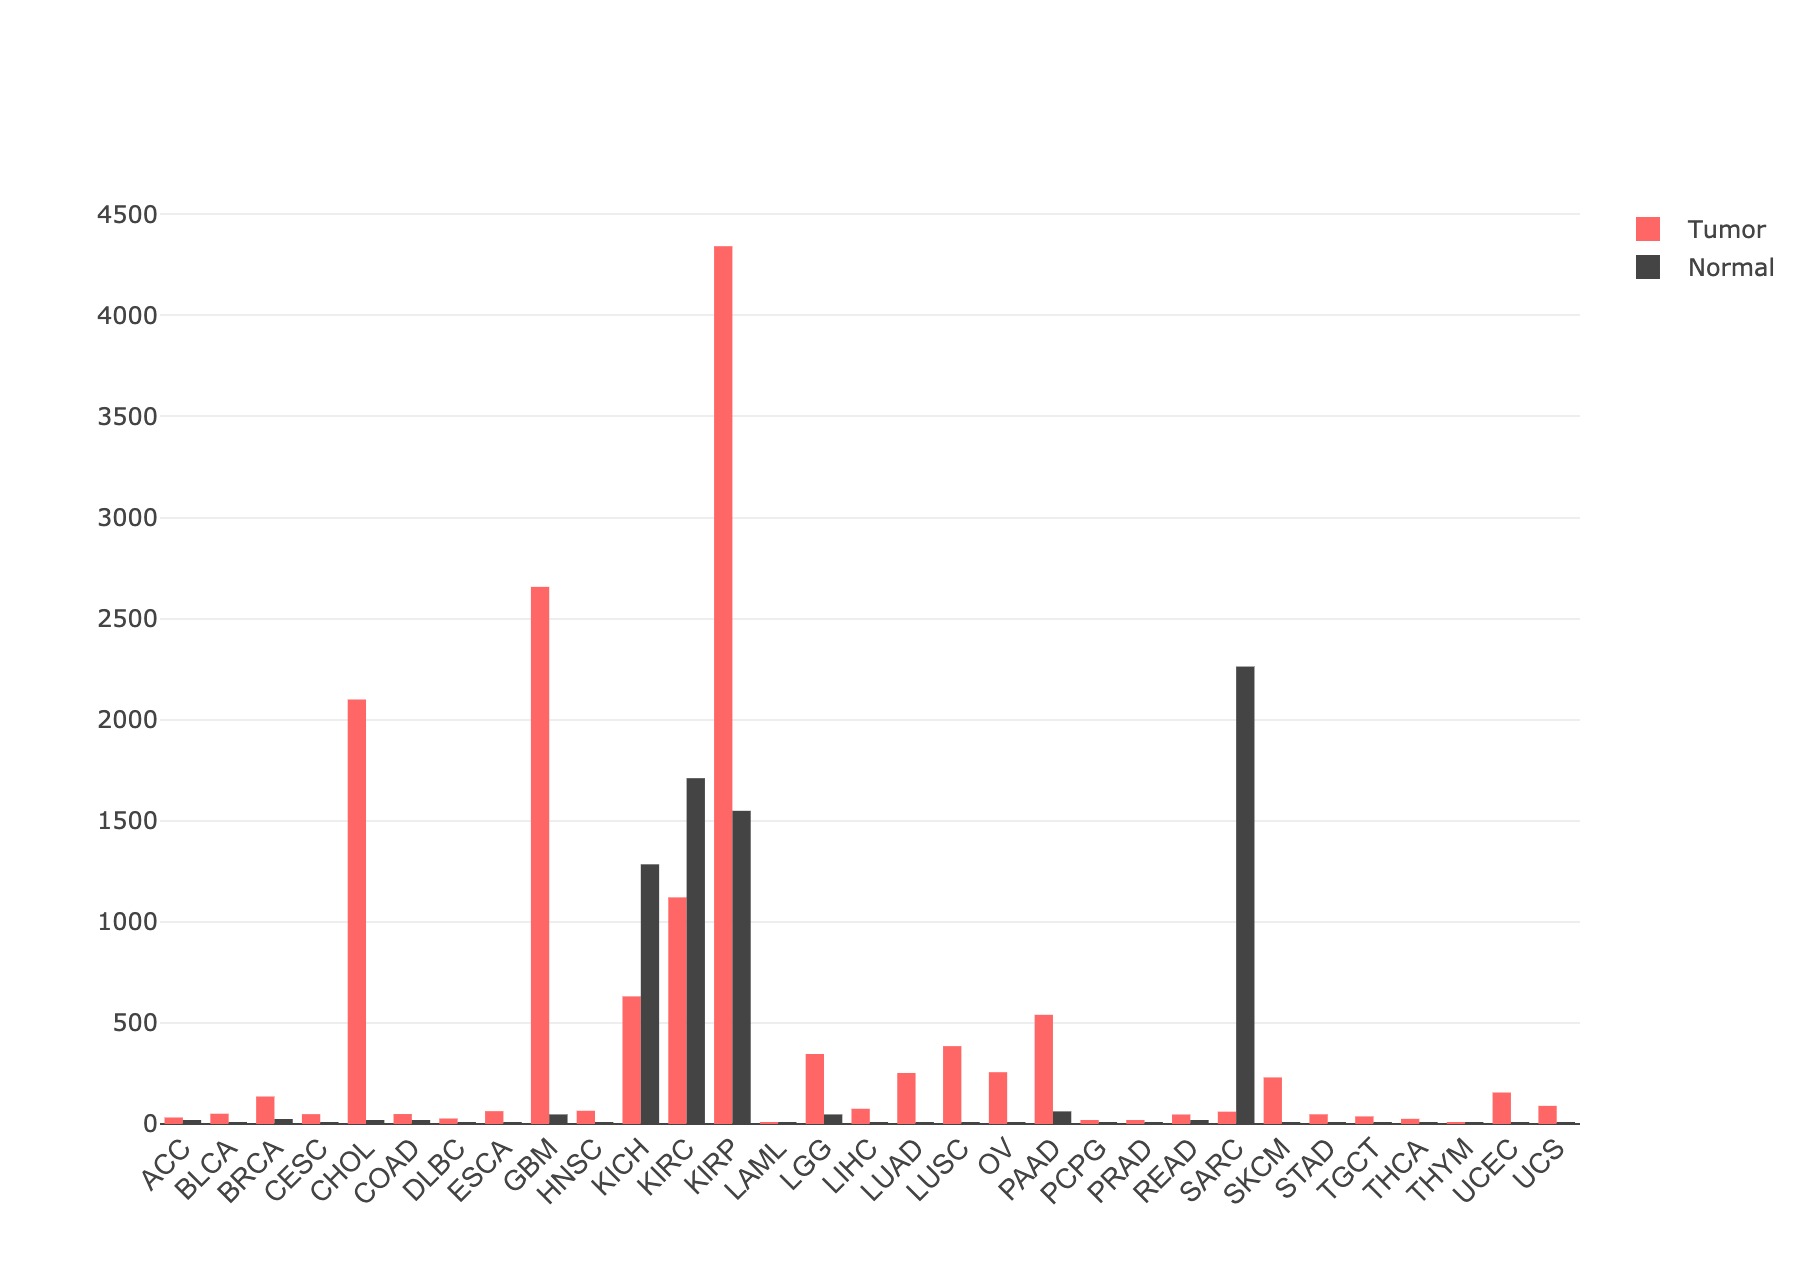 4500
4000
3500
3000
2500
2000
1500
1000
500
0
ACC
BLCA
BRCA
CESC
CHOL
COAD
DLBC
ESCA
GBM
HNSC
KICH
KIRC
KIRP
LAML
LGG
LIHC
LUAD
LUSC
OV
PAAD
PCPG
PRAD
READ
SARC
SKCM
STAD
TGCT
THCA
THYM
UCEC
UCS
Tumor
Normal